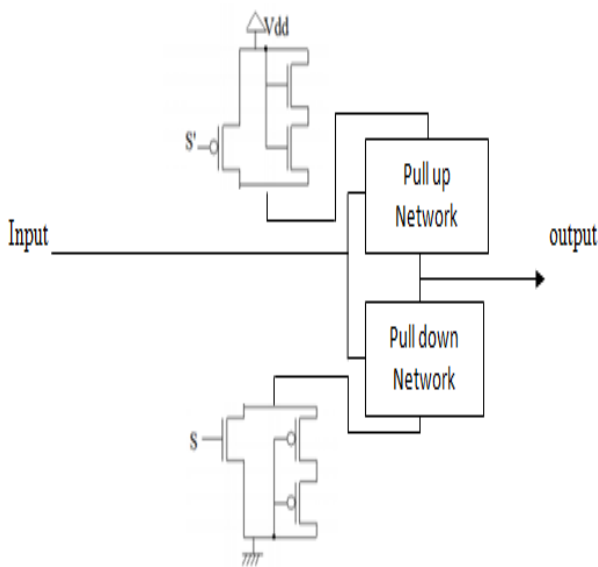 Vdd
S'
Pull up
Network
Input
output
Pull down
Network
S